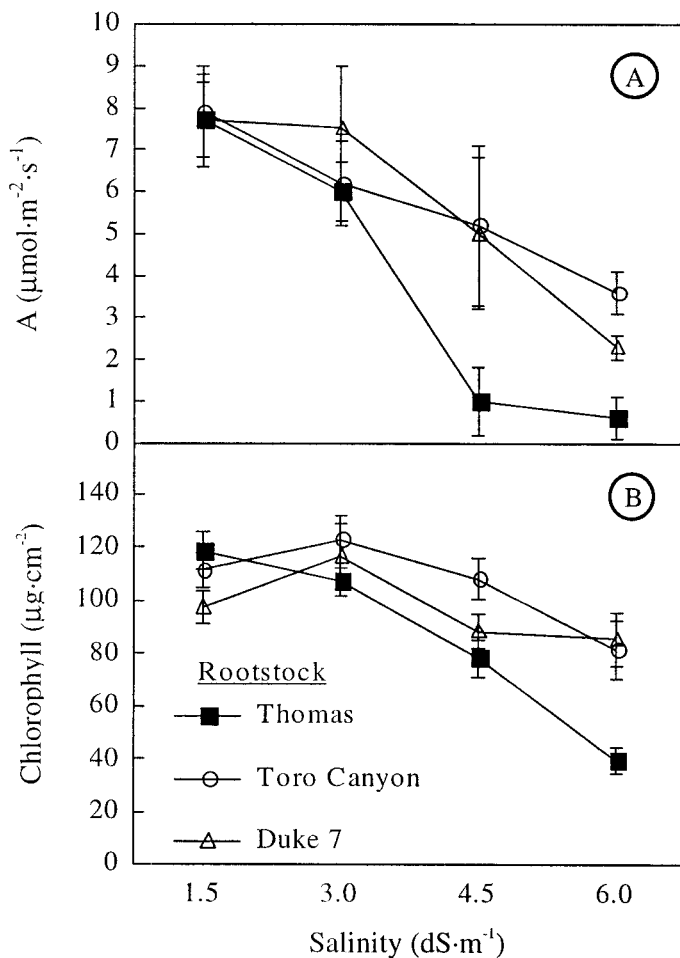 10
9
8
7
6
5
4
3
2
1
0
A (μmol·m⁻²·s⁻¹)
A
140
120
100
80
60
40
20
0
Chlorophyll (μg·cm⁻²)
B
Rootstock
Thomas
Toro Canyon
Duke 7
1.5 3.0 4.5 6.0
Salinity (dS·m⁻¹)